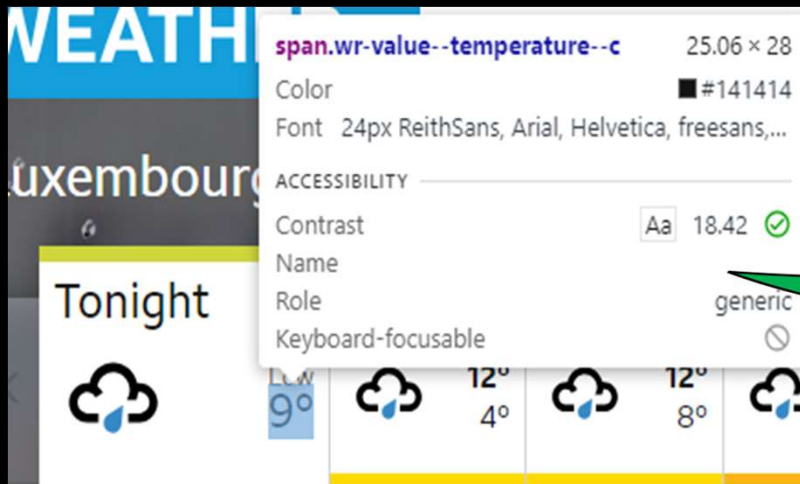 WEATHE
span.wr-value--temperature--c 25.06 × 28
Color #141414
Font 24px ReithSans, Arial, Helvetica, freesans,...
uxembourg
ACCESSIBILITY
Contrast Aa 18.42
Name
Role generic
Keyboard-focusable
Tonight
Low
9° 12° 12°
4° 8°